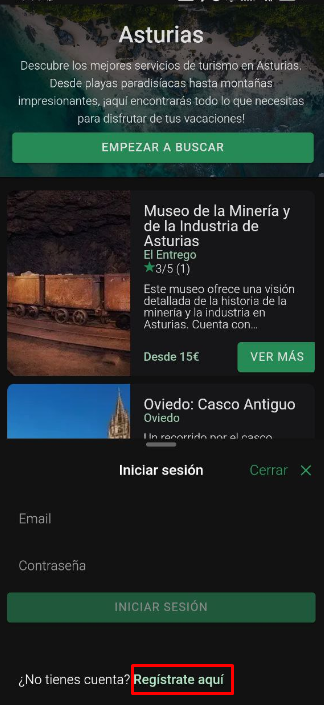 Asturias
Descubre los mejores servicios de turismo en Asturias.
Desde playas paradisíacas hasta montañas
impresionantes, ¡aquí encontrarás todo lo que necesitas
para disfrutar de tus vacaciones!
EMPEZAR A BUSCAR
Museo de la Minería y
de la Industria de
Asturias
El Entrego
3/5 (1)
Este museo ofrece una visión
detallada de la historia de la
minería y la industria en
Asturias. Cuenta con...
Desde 15€
VER MÁS
Oviedo: Casco Antiguo
Oviedo
Un recorrido por el casco
Iniciar sesión
Cerrar
Email
Contraseña
INICIAR SESIÓN
¿No tienes cuenta? Regístrate aquí